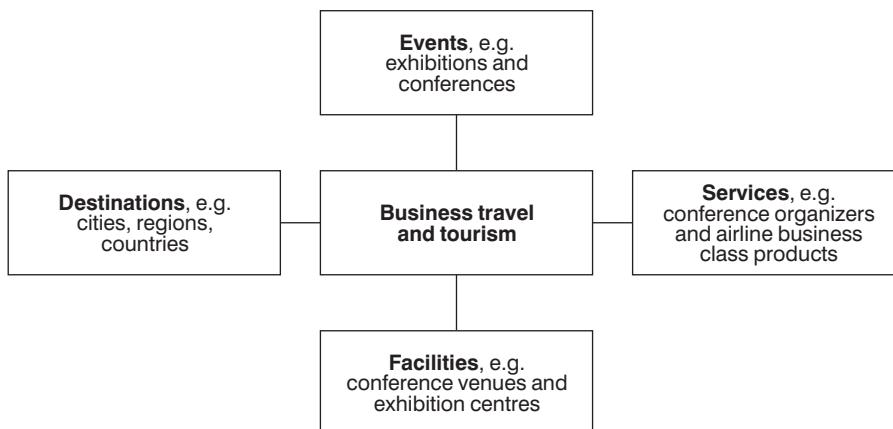 Events, e.g.
exhibitions and
conferences
Destinations, e.g.
cities, regions,
countries
Business travel
and tourism
Services, e.g.
conference organizers
and airline business
class products
Facilities, e.g.
conference venues and
exhibition centres